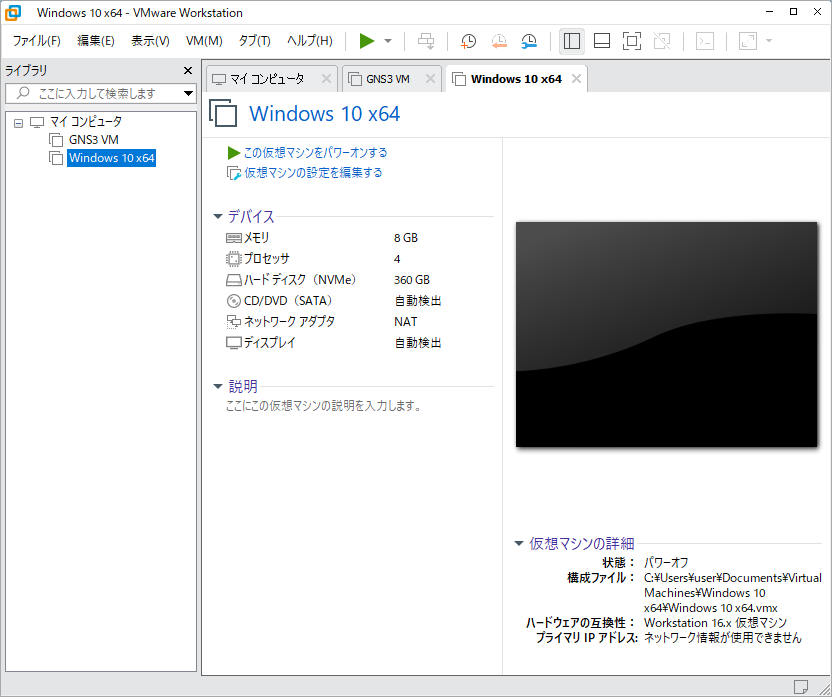 Windows 10 x64 - VMware Workstation
ファイル(F) 編集(E) 表示(V) VM(M) タブ(T) ヘルプ(H)
ライブラリ
ここに入力して検索します
マイ コンピュータ
GNS3 VM
Windows 10 x64
マイ コンピュータ GNS3 VM Windows 10 x64
Windows 10 x64
この仮想マシンをパワーオンする
仮想マシンの設定を編集する
デバイス
メモリ 8 GB
プロセッサ 4
ハード ディスク（NVMe） 360 GB
CD/DVD（SATA） 自動検出
ネットワーク アダプタ NAT
ディスプレイ 自動検出
説明
ここにこの仮想マシンの説明を入力します。
仮想マシンの詳細
状態： パワーオフ
構成ファイル： C:¥Users¥user¥Documents¥Virtual
Machines¥Windows 10
x64¥Windows 10 x64.vmx
ハードウェアの互換性： Workstation 16.x 仮想マシン
プライマリ IP アドレス: ネットワーク情報が使用できません